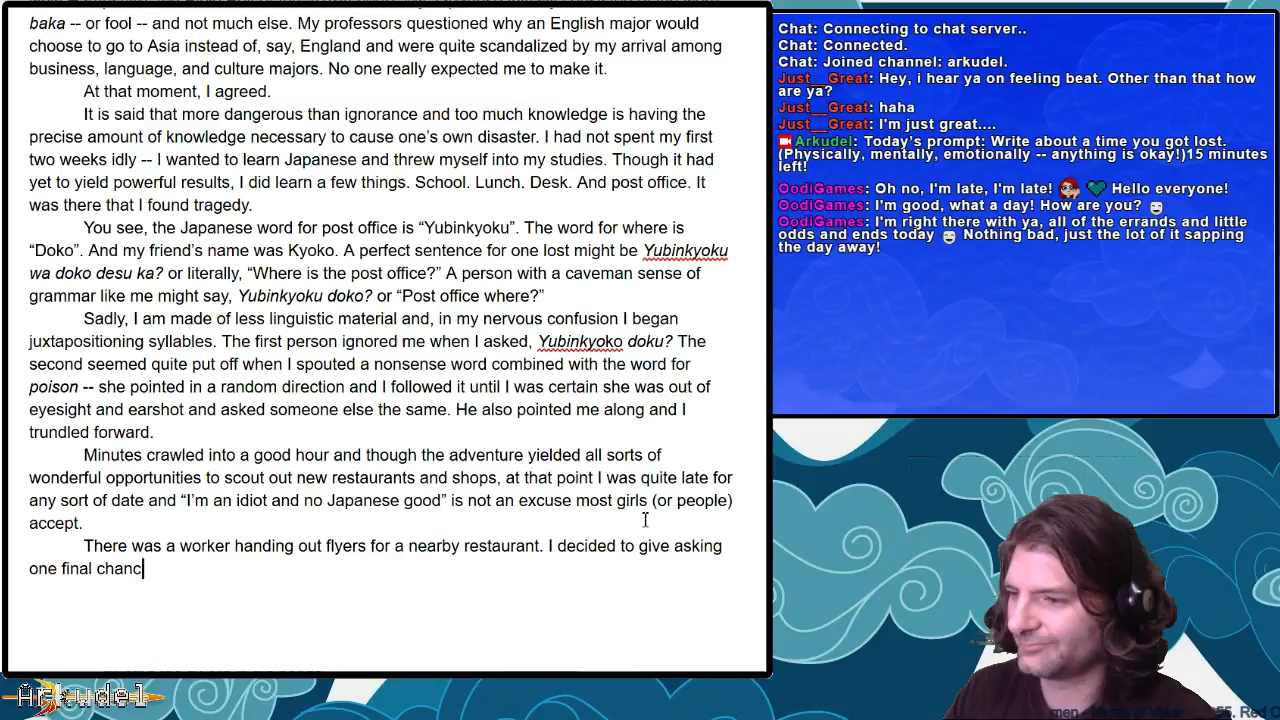 baka -- or fool -- and not much else. My professors questioned why an English major would
choose to go to Asia instead of, say, England and were quite scandalized by my arrival among
business, language, and culture majors. No one really expected me to make it.
At that moment, I agreed.
It is said that more dangerous than ignorance and too much knowledge is having the
precise amount of knowledge necessary to cause one’s own disaster. I had not spent my first
two weeks idly -- I wanted to learn Japanese and threw myself into my studies. Though it had
yet to yield powerful results, I did learn a few things. School. Lunch. Desk. And post office. It
was there that I found tragedy.
You see, the Japanese word for post office is “Yubinkyoku”. The word for where is
“Doko”. And my friend’s name was Kyoko. A perfect sentence for one lost might be Yubinkyoku
wa doko desu ka? or literally, “Where is the post office?” A person with a caveman sense of
grammar like me might say, Yubinkyoku doko? or “Post office where?”
Sadly, I am made of less linguistic material and, in my nervous confusion I began
juxtapositioning syllables. The first person ignored me when I asked, Yubinkyoko doku? The
second seemed quite put off when I spouted a nonsense word combined with the word for
poison -- she pointed in a random direction and I followed it until I was certain she was out of
eyesight and earshot and asked someone else the same. He also pointed me along and I
trundled forward.
Minutes crawled into a good hour and though the adventure yielded all sorts of
wonderful opportunities to scout out new restaurants and shops, at that point I was quite late for
any sort of date and “I’m an idiot and no Japanese good” is not an excuse most girls (or people)
accept.
There was a worker handing out flyers for a nearby restaurant. I decided to give asking
one final chanc
Chat: Connecting to chat server..
Chat: Connected.
Chat: Joined channel: arkudel.
Just__Great: Hey, i hear ya on feeling beat. Other than that how
are ya?
Just__Great: haha
Just__Great: I'm just great....
Arkudel: Today's prompt: Write about a time you got lost.
(Physically, mentally, emotionally -- anything is okay!)15 minutes
left!
OodiGames: Oh no, I'm late, I'm late! Hello everyone!
OodiGames: I'm good, what a day! How are you?
OodiGames: I'm right there with ya, all of the errands and little
odds and ends today Nothing bad, just the lot of it sapping
the day away!
Arkudel